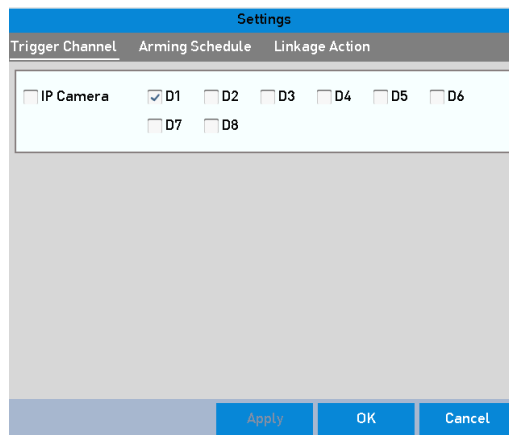 Settings
Trigger Channel Arming Schedule Linkage Action
IP Camera D1 D2 D3 D4 D5 D6
D7 D8
Apply OK Cancel